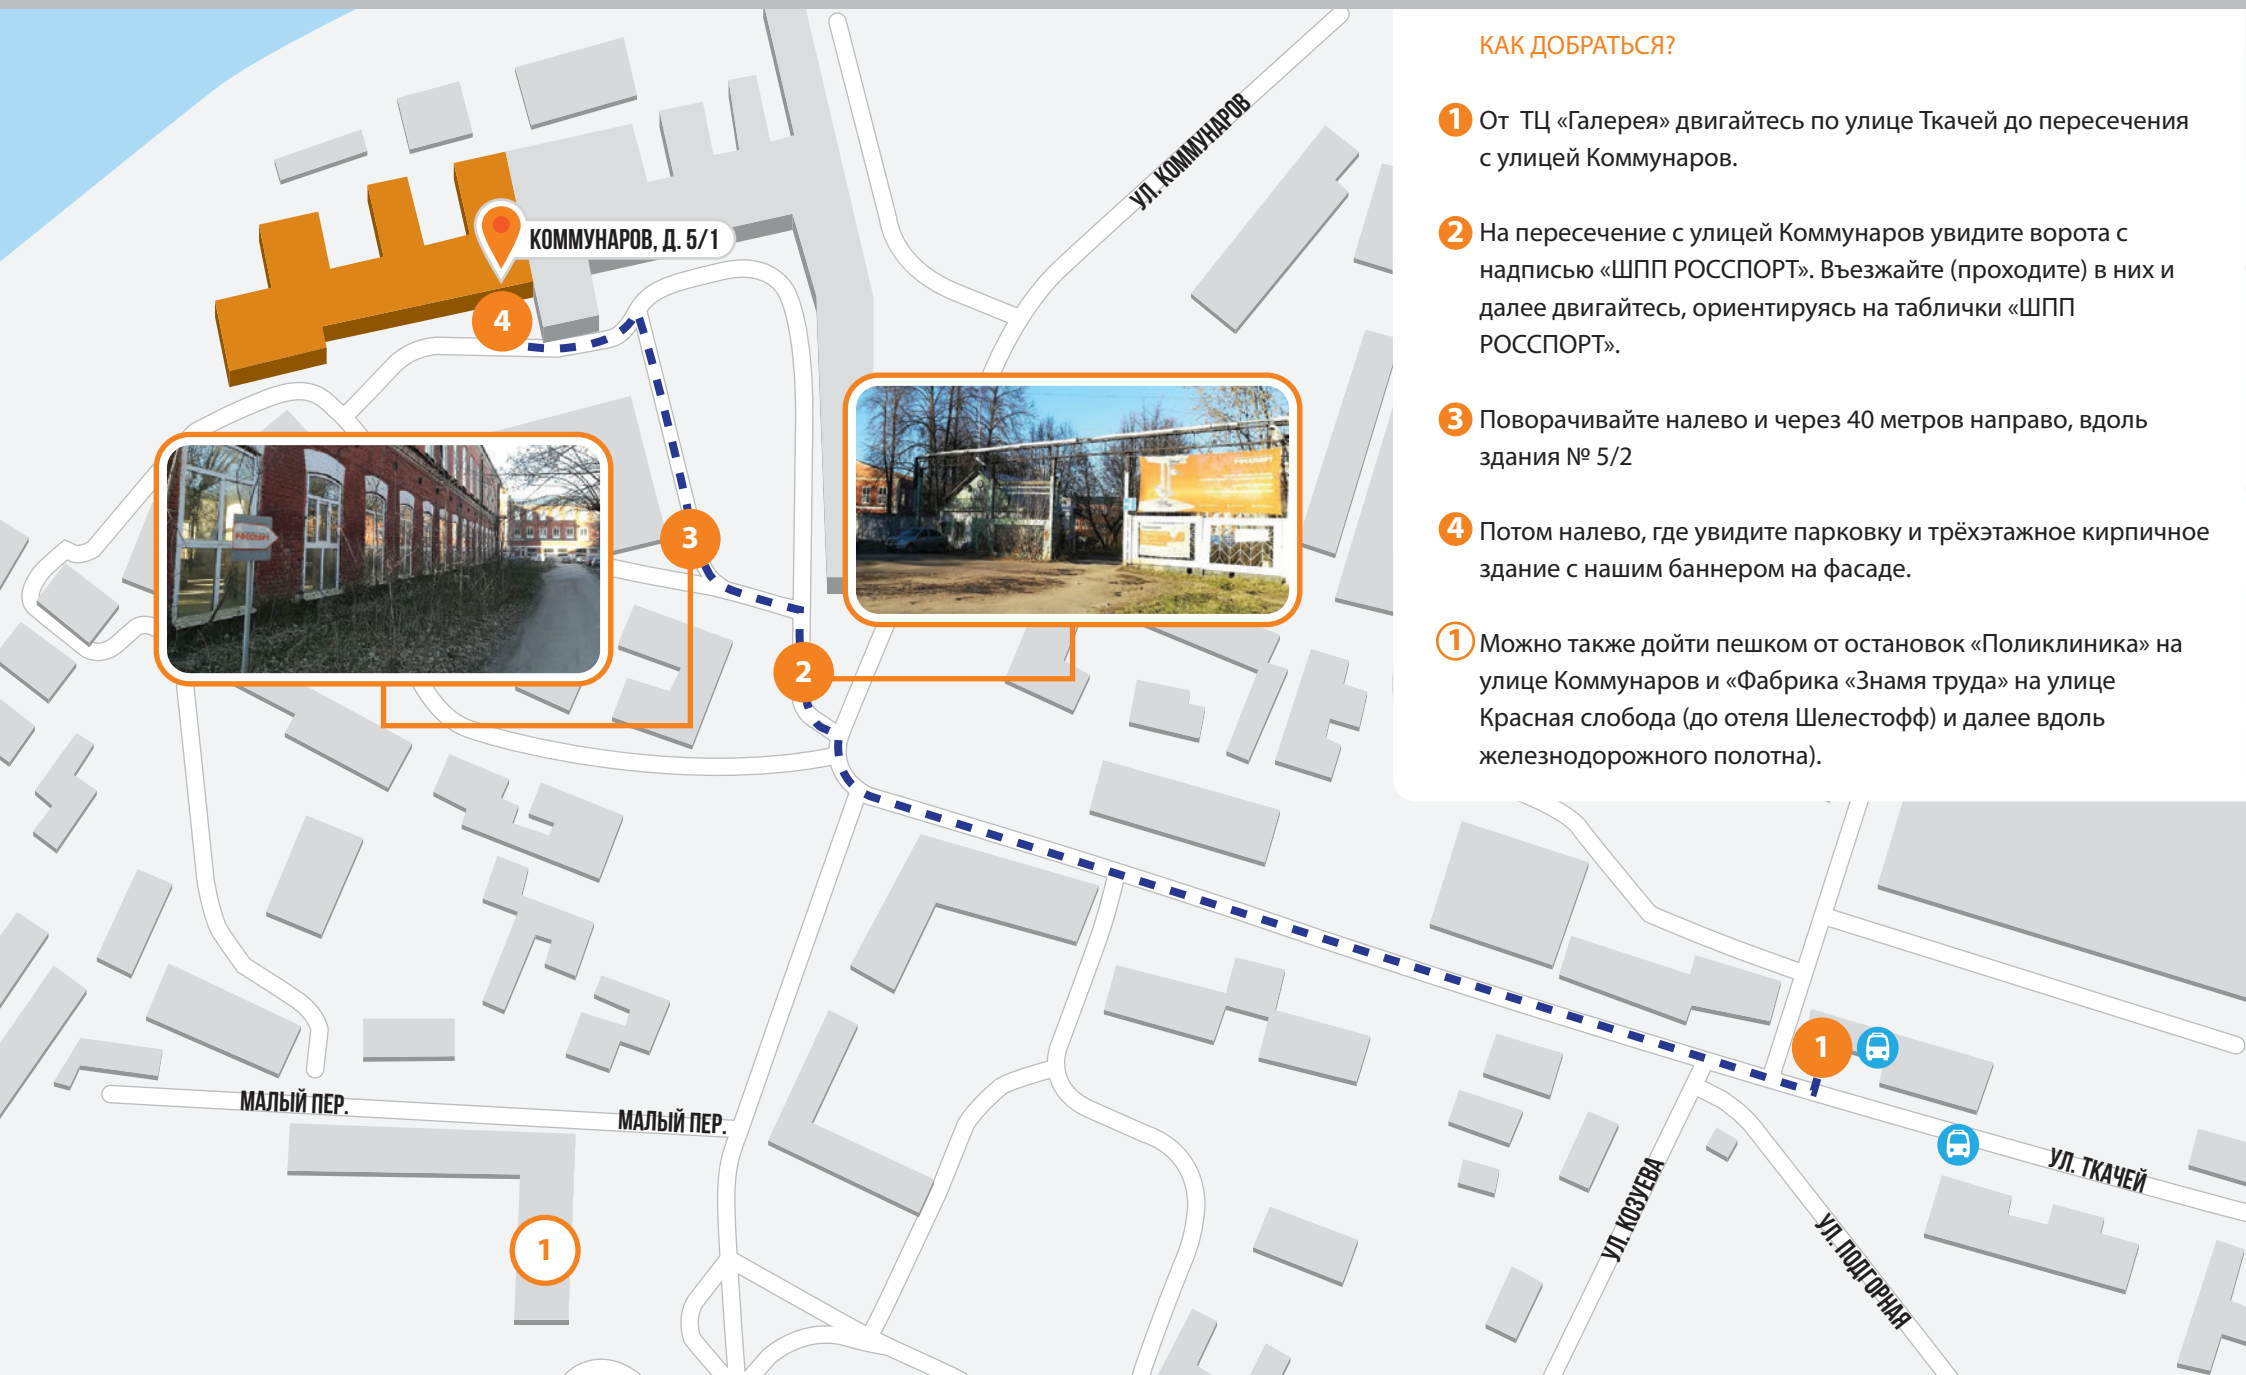 КАК ДОБРАТЬСЯ?
1 От ТЦ «Галерея» двигайтесь по улице Ткачей до пересечения
с улицей Коммунаров.
2 На пересечение с улицей Коммунаров увидите ворота с
надписью «ШПП РОССПОРТ». Въезжайте (проходите) в них и
далее двигайтесь, ориентируясь на таблички «ШПП
РОССПОРТ».
3 Поворачивайте налево и через 40 метров направо, вдоль
здания № 5/2
4 Потом налево, где увидите парковку и трёхэтажное кирпичное
здание с нашим баннером на фасаде.
1 Можно также дойти пешком от остановок «Поликлиника» на
улице Коммунаров и «Фабрика «Знамя труда» на улице
Красная слобода (до отеля Шелестофф) и далее вдоль
железнодорожного полотна).
УЛ. КОММУНАРОВ
КОММУНАРОВ, Д. 5/1
4
РОССПОРТ
РОССПОРТ
3
2
1
МАЛЫЙ ПЕР.
МАЛЫЙ ПЕР.
УЛ. ТКАЧЕЙ
УЛ. КОЗУЕВА
УЛ. ПОДГОРНАЯ
1